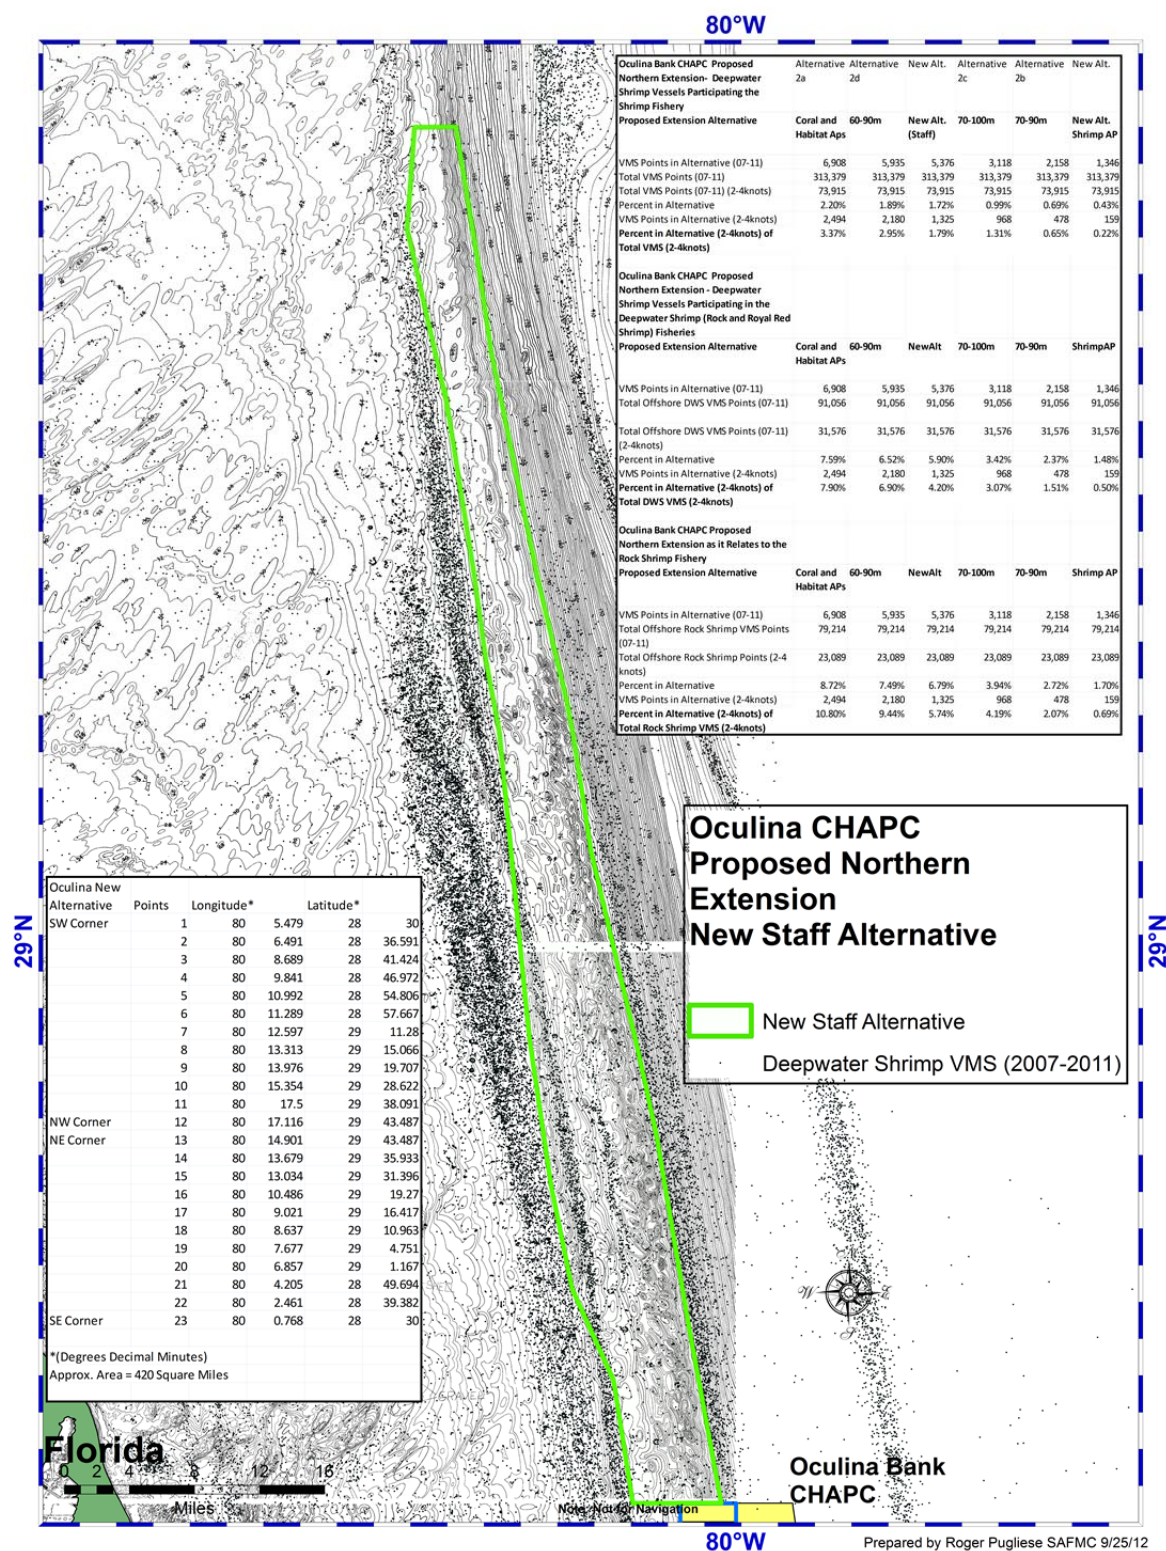 80°W
Oculina Bank CHAPC Proposed Alternative Alternative New Alt. Alternative Alternative New Alt.
Northern Extension- Deepwater 2a 2d 2c 2b
Shrimp Vessels Participating the
Shrimp Fishery
Proposed Extension Alternative Coral and 60-90m New Alt. 70-100m 70-90m New Alt.
Habitat Aps (Staff) Shrimp AP
VMS Points in Alternative (07-11) 6,908 5,935 5,376 3,118 2,158 1,346
Total VMS Points (07-11) 313,379 313,379 313,379 313,379 313,379 313,379
Total VMS Points (07-11) (2-4knots) 73,915 73,915 73,915 73,915 73,915 73,915
Percent in Alternative 2.20% 1.89% 1.72% 0.99% 0.69% 0.43%
VMS Points in Alternative (2-4knots) 2,494 2,180 1,325 968 478 159
Percent in Alternative (2-4knots) of 3.37% 2.95% 1.79% 1.31% 0.65% 0.22%
Total VMS (2-4knots)
Oculina Bank CHAPC Proposed
Northern Extension - Deepwater
Shrimp Vessels Participating in the
Deepwater Shrimp (Rock and Royal Red
Shrimp) Fisheries
Proposed Extension Alternative Coral and 60-90m NewAlt 70-100m 70-90m ShrimpAP
Habitat APs
VMS Points in Alternative (07-11) 6,908 5,935 5,376 3,118 2,158 1,346
Total Offshore DWS VMS Points (07-11) 91,056 91,056 91,056 91,056 91,056 91,056
Total Offshore DWS VMS Points (07-11) 31,576 31,576 31,576 31,576 31,576 31,576
(2-4knots)
Percent in Alternative 7.59% 6.52% 5.90% 3.42% 2.37% 1.48%
VMS Points in Alternative (2-4knots) 2,494 2,180 1,325 968 478 159
Percent in Alternative (2-4knots) of 7.90% 6.90% 4.20% 3.07% 1.51% 0.50%
Total DWS VMS (2-4knots)
Oculina Bank CHAPC Proposed
Northern Extension as it Relates to the
Rock Shrimp Fishery
Proposed Extension Alternative Coral and 60-90m NewAlt 70-100m 70-90m Shrimp AP
Habitat APs
VMS Points in Alternative (07-11) 6,908 5,935 5,376 3,118 2,158 1,346
Total Offshore Rock Shrimp VMS Points 79,214 79,214 79,214 79,214 79,214 79,214
(07-11)
Total Offshore Rock Shrimp Points (2-4 23,089 23,089 23,089 23,089 23,089 23,089
knots)
Percent in Alternative 8.72% 7.49% 6.79% 3.94% 2.72% 1.70%
VMS Points in Alternative (2-4knots) 2,494 2,180 1,325 968 478 159
Percent in Alternative (2-4knots) of 10.80% 9.44% 5.74% 4.19% 2.07% 0.69%
Total Rock Shrimp VMS (2-4knots)
Oculina CHAPC
Proposed Northern
Extension
New Staff Alternative
New Staff Alternative
Deepwater Shrimp VMS (2007-2011)
29°N
29°N
Oculina New
Alternative Points Longitude* Latitude*
SW Corner 1 80 5.479 28 30
2 80 6.491 28 36.591
3 80 8.689 28 41.424
4 80 9.841 28 46.972
5 80 10.992 28 54.806
6 80 11.289 28 57.667
7 80 12.597 29 11.28
8 80 13.313 29 15.066
9 80 13.976 29 19.707
10 80 15.354 29 28.622
11 80 17.5 29 38.091
NW Corner 12 80 17.116 29 43.487
NE Corner 13 80 14.901 29 43.487
14 80 13.679 29 35.933
15 80 13.034 29 31.396
16 80 10.486 29 19.27
17 80 9.021 29 16.417
18 80 8.637 29 10.963
19 80 7.677 29 4.751
20 80 6.857 29 1.167
21 80 4.205 28 49.694
22 80 2.461 28 39.382
SE Corner 23 80 0.768 28 30
*(Degrees Decimal Minutes)
Approx. Area = 420 Square Miles
W E
S
Florida
0 2 4 8 12 16
Miles
Note: Not for Navigation
Oculina Bank
CHAPC
80°W
Prepared by Roger Pugliese SAFMC 9/25/12